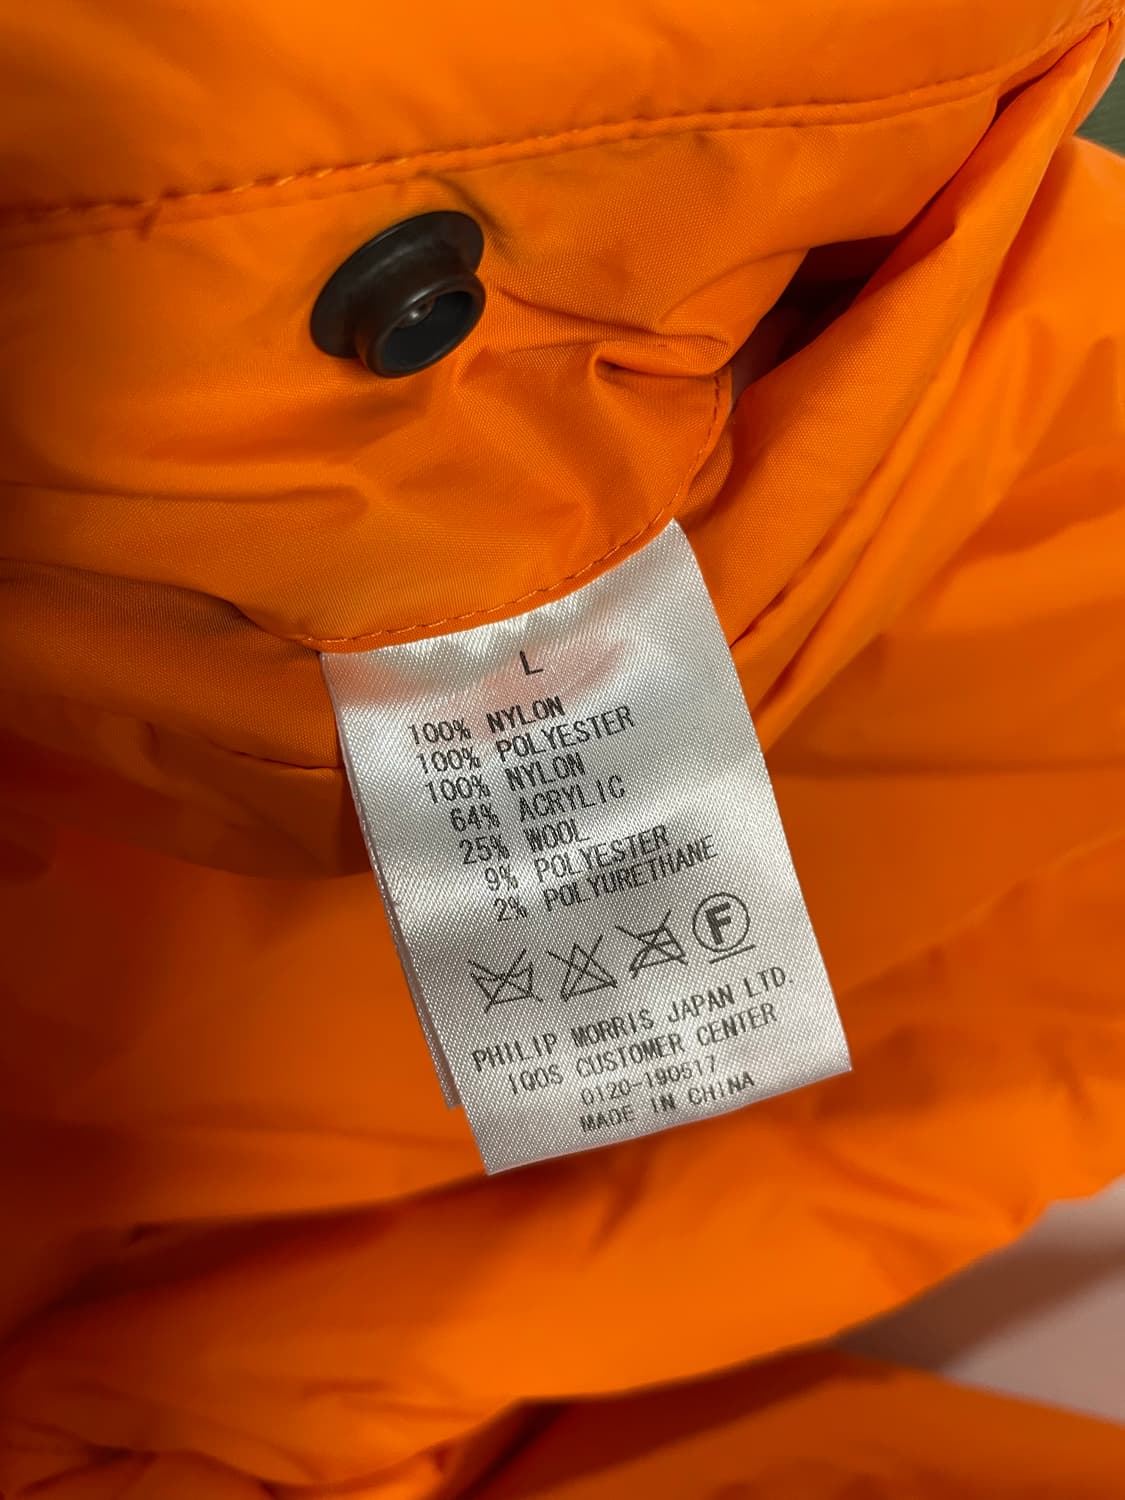 L
100% NYLON
100% POLYESTER
100% NYLON
64% ACRYLIC
25% WOOL
9% POLYESTER
2% POLYURETHANE
F
PHILIP MORRIS JAPAN LTD.
IQOS CUSTOMER CENTER
0120-190517
MADE IN CHINA